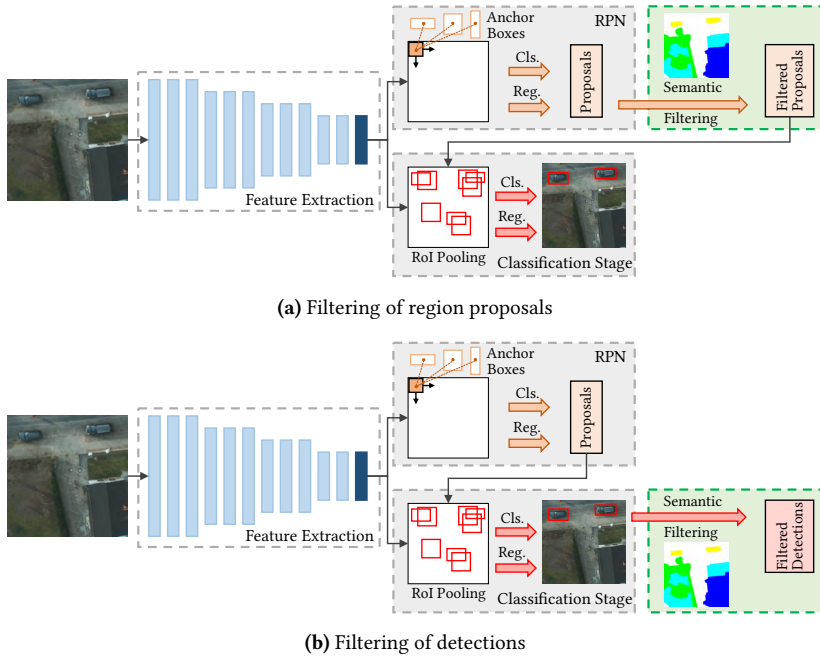 Anchor
Boxes
RPN
Cls.
Reg.
Proposals
Semantic
Filtering
Filtered
Proposals
Feature Extraction
Cls.
Reg.
RoI Pooling
Classification Stage
(a) Filtering of region proposals
Anchor
Boxes
RPN
Cls.
Reg.
Proposals
Feature Extraction
Cls.
Reg.
RoI Pooling
Classification Stage
Semantic
Filtering
Filtered
Detections
(b) Filtering of detections